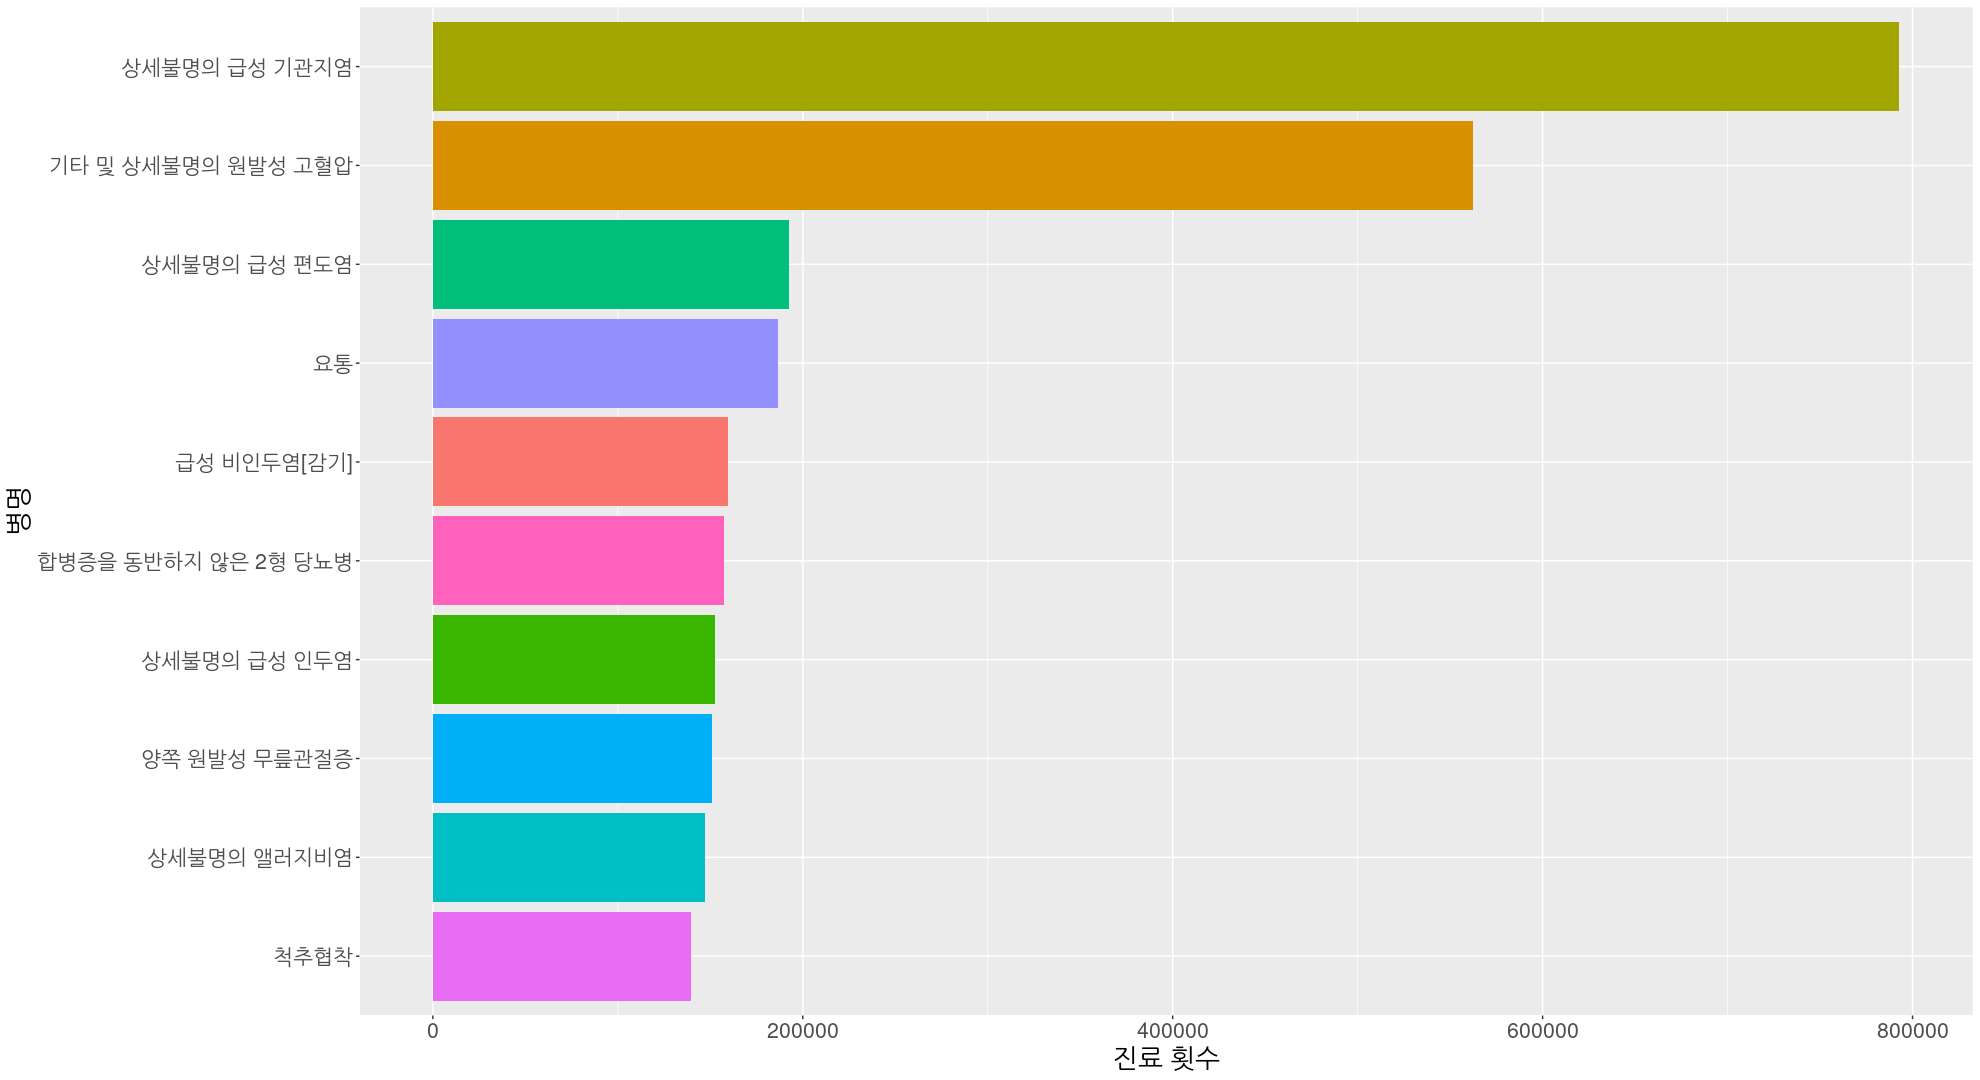 상세불명의 급성 기관지염
기타 및 상세불명의 원발성 고혈압
상세불명의 급성 편도염
요통
급성 비인두염[감기]
병명
합병증을 동반하지 않은 2형 당뇨병
상세불명의 급성 인두염
양쪽 원발성 무릎관절증
상세불명의 앨러지비염
척추협착
0 200000 400000 600000 800000
진료 횟수